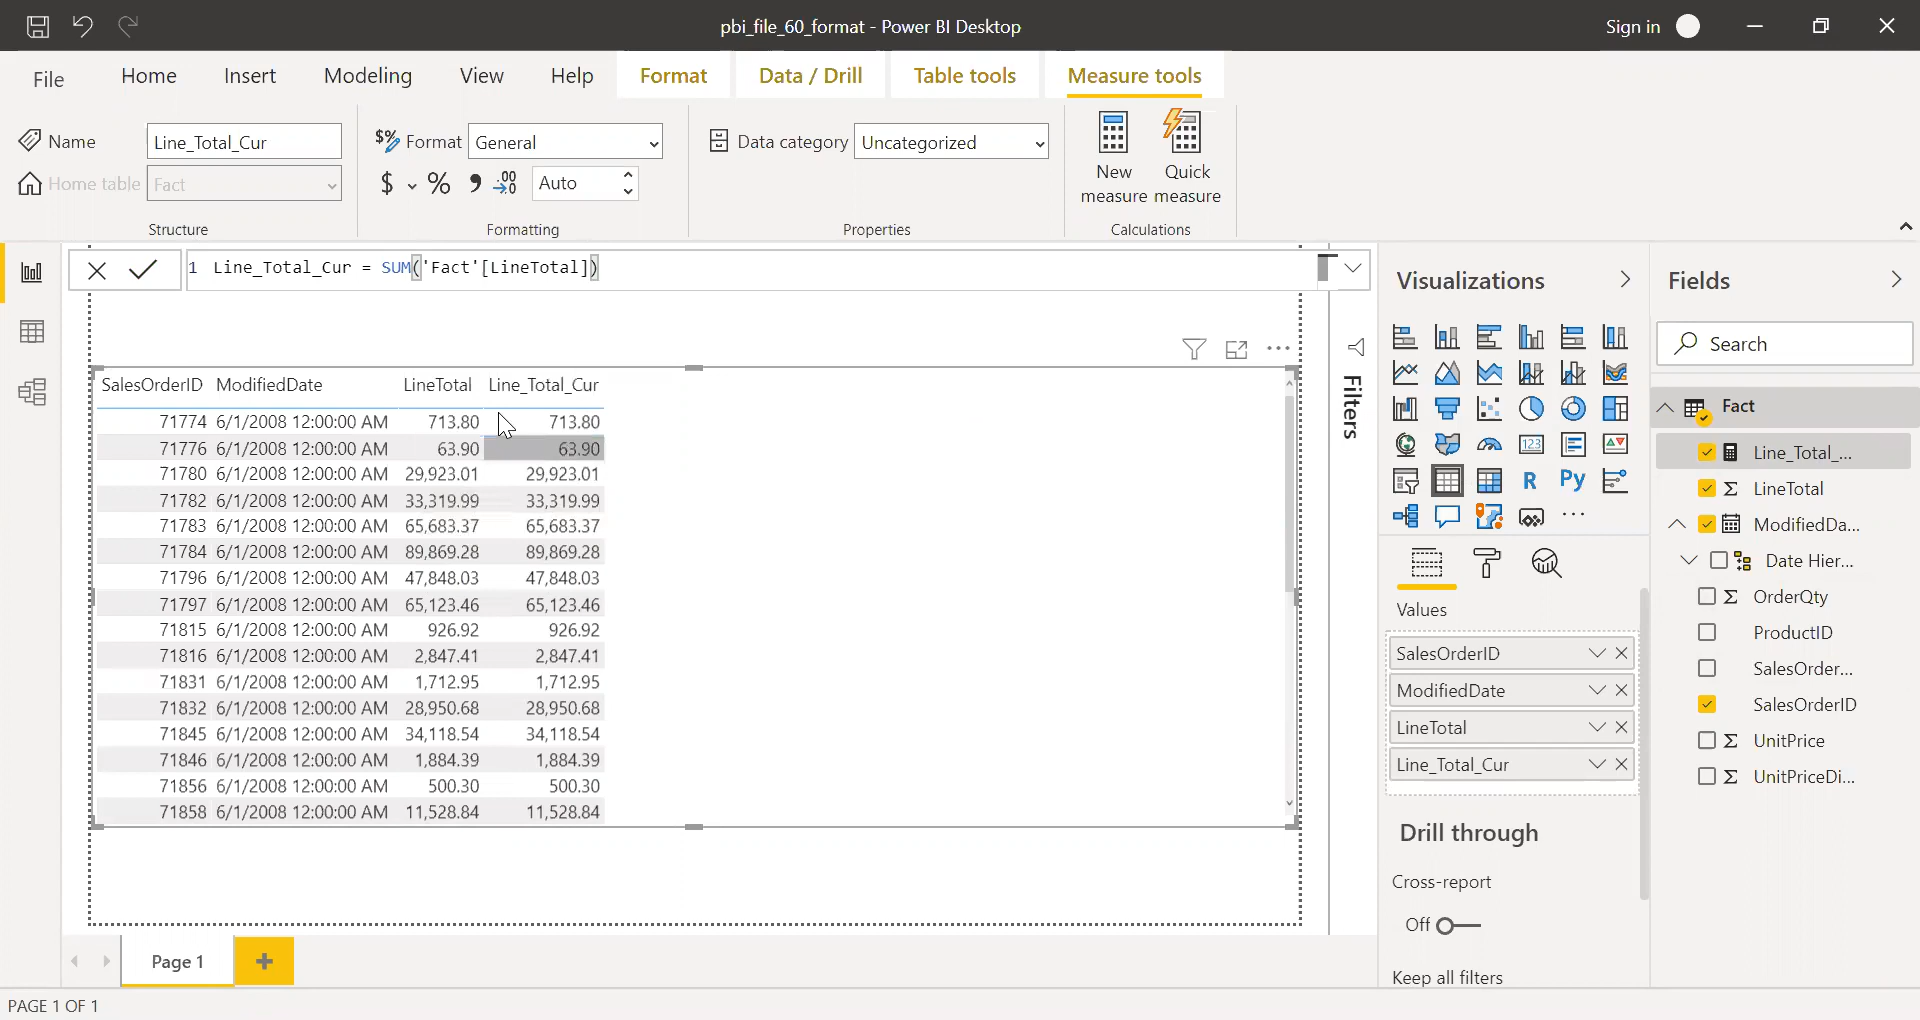 pbi_file_60_format - Power BI Desktop
Sign in
File Home Insert Modeling View Help Format Data / Drill Table tools Measure tools
Name Line_Total_Cur
Home table Fact
Structure
$% Format General
$ % 9 .00 Auto
Formatting
Data category Uncategorized
Properties
New measure
Quick measure
Calculations
1 Line_Total_Cur = SUM('Fact'[LineTotal])
SalesOrderID ModifiedDate LineTotal Line_Total_Cur
71774 6/1/2008 12:00:00 AM 713.80 713.80
71776 6/1/2008 12:00:00 AM 63.90 63.90
71780 6/1/2008 12:00:00 AM 29,923.01 29,923.01
71782 6/1/2008 12:00:00 AM 33,319.99 33,319.99
71783 6/1/2008 12:00:00 AM 65,683.37 65,683.37
71784 6/1/2008 12:00:00 AM 89,869.28 89,869.28
71796 6/1/2008 12:00:00 AM 47,848.03 47,848.03
71797 6/1/2008 12:00:00 AM 65,123.46 65,123.46
71815 6/1/2008 12:00:00 AM 926.92 926.92
71816 6/1/2008 12:00:00 AM 2,847.41 2,847.41
71831 6/1/2008 12:00:00 AM 1,712.95 1,712.95
71832 6/1/2008 12:00:00 AM 28,950.68 28,950.68
71845 6/1/2008 12:00:00 AM 34,118.54 34,118.54
71846 6/1/2008 12:00:00 AM 1,884.39 1,884.39
71856 6/1/2008 12:00:00 AM 500.30 500.30
71858 6/1/2008 12:00:00 AM 11,528.84 11,528.84
Filters
Visualizations
123
R Py
...
Values
SalesOrderID
ModifiedDate
LineTotal
Line_Total_Cur
Drill through
Cross-report
Off
Keep all filters
Fields
Search
Fact
Line_Total_...
Σ LineTotal
ModifiedDa...
Date Hier...
Σ OrderQty
ProductID
SalesOrder...
SalesOrderID
Σ UnitPrice
Σ UnitPriceDi...
Page 1
PAGE 1 OF 1